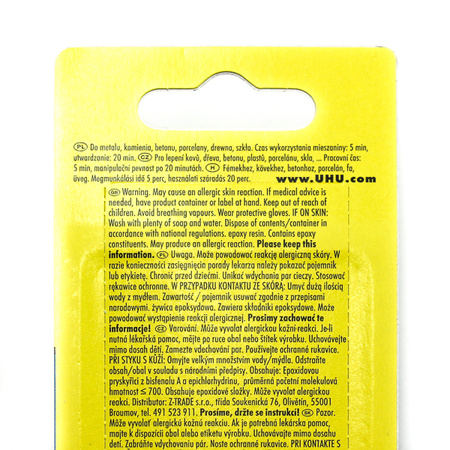 PL Do metalu, kamienia, betonu, porcelany, drewna, szkła. Czas wykorzystania mieszaniny: 5 min,
utwardzanie: 20 min. CZ Pro lepení kovů, dřeva, betonu, plastů, porcelánu, skla, ... Pracovní čas:
5 min, manipulační pevnost po 20 minutách. H Fémekhez, kövekhez, betonhoz, porcelán, fa,
üveg. Megmunkálási idő 5 perc, használati száradás 20 perc.
www.UHU.com
GB Warning. May cause an allergic skin reaction. If medical advice is
needed, have product container or label at hand. Keep out of reach of
children. Avoid breathing vapours. Wear protective gloves. IF ON SKIN:
Wash with plenty of soap and water. Dispose of contents/container in
accordance with national regulations. epoxy resin. Contains epoxy
constituents. May produce an allergic reaction. Please keep this
information. PL Uwaga. Może powodować reakcję alergiczną skóry. W
razie konieczności zasięgnięcia porady lekarza należy pokazać pojemnik
lub etykietę. Chronić przed dziećmi. Unikać wdychania par cieczy. Stosować
rękawice ochronne. W PRZYPADKU KONTAKTU ZE SKÓRĄ: Umyć dużą ilością
wody z mydłem. Zawartość / pojemnik usuwać zgodnie z przepisami
narodowymi. żywica epoksydowa. Zawiera składniki epoksydowe. Może
powodować wystąpienie reakcji alergicznej. Prosimy zachować te
informacje! CZ Varování. Může vyvolat alergickou kožní reakci. Je-li
nutná lékařská pomoc, mějte po ruce obal nebo štítek výrobku. Uchovávejte
mimo dosah dětí. Zamezte vdechování par. Používejte ochranné rukavice.
PŘI STYKU S KŮŽÍ: Omyjte velkým množstvím vody/mýdla. Odstraňte
obsah/obal v souladu s národními předpisy. Obsahuje: Epoxidovou
pryskyřici z bisfenolu A a epichlorhydrinu, průměrná početní molekulová
hmotnost ≤ 700. Obsahuje epoxidové složky. Může vyvolat alergickou
reakci. Distributor: Z-TRADE s.r.o., třída Soukenická 76, Olivětín, 55001
Broumov, tel. 491 523 911. Prosíme, držte se instrukcí! CZ Pozor.
Může vyvolat alergickú kožnú reakciu. Ak je potrebná lekárska pomoc,
majte k dispozícii obal alebo etiketu výrobku. Uchovávajte mimo dosahu detí.
Zabráňte vdychovaniu pár. Noste ochranné rukavice. PRI KONTAKTE S